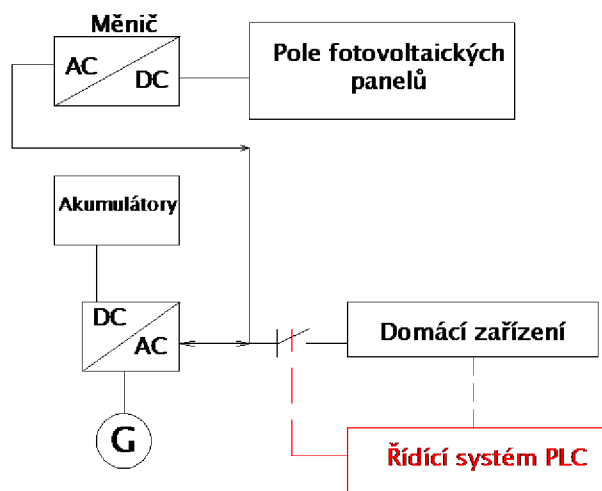 Měnič
AC
DC
Pole fotovoltaických
panelů
Akumulátory
DC
AC
Domácí zařízení
G
Řídící systém PLC